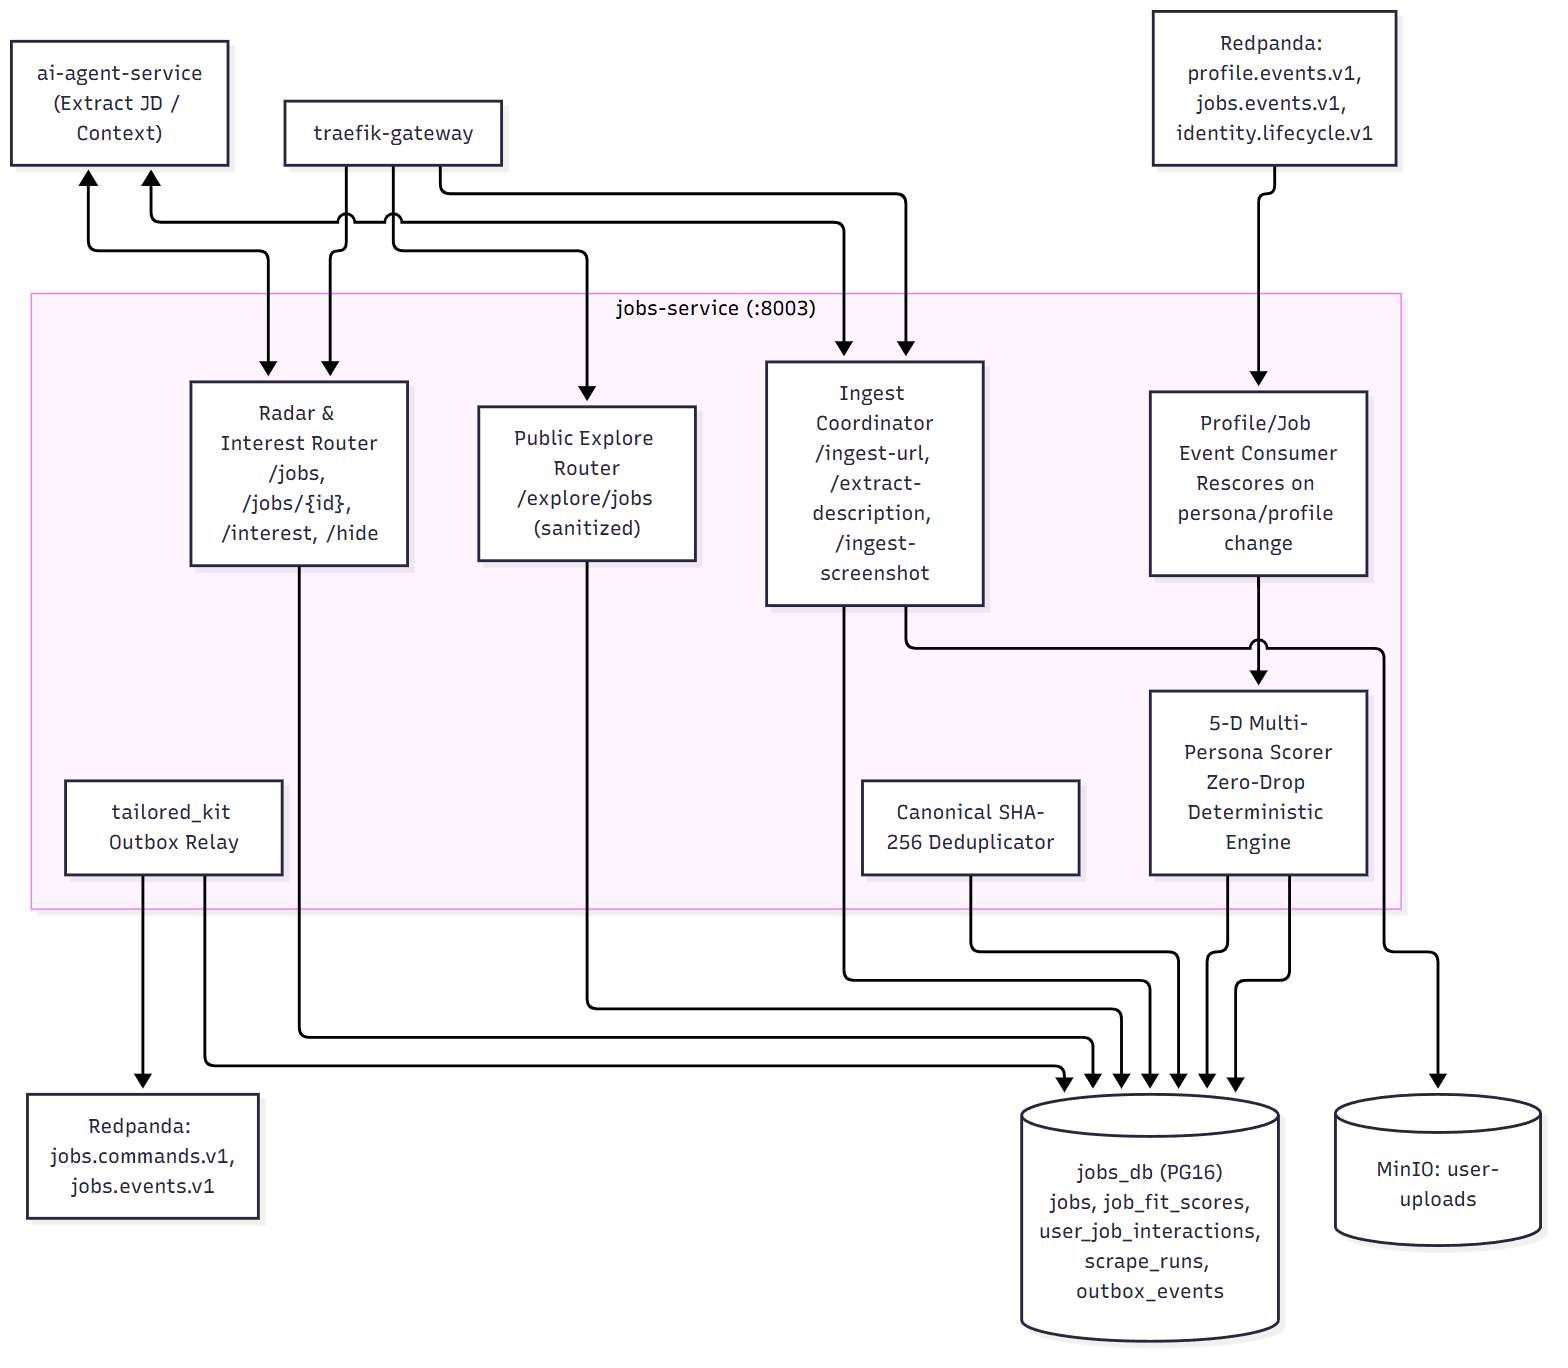 ai-agent-service
(Extract JD /
Context)
traefik-gateway
Redpanda:
profile.events.v1,
jobs.events.v1,
identity.lifecycle.v1
jobs-service (:8003)
Radar &
Interest Router
/jobs,
/jobs/{id},
/interest, /hide
Public Explore
Router
/explore/jobs
(sanitized)
Ingest
Coordinator
/ingest-url,
/extract-
description,
/ingest-
screenshot
Profile/Job
Event Consumer
Rescores on
persona/profile
change
5-D Multi-
Persona Scorer
Zero-Drop
Deterministic
Engine
tailored_kit
Outbox Relay
Canonical SHA-
256 Deduplicator
Redpanda:
jobs.commands.v1,
jobs.events.v1
jobs_db (PG16)
jobs, job_fit_scores,
user_job_interactions,
scrape_runs,
outbox_events
MinIO: user-
uploads